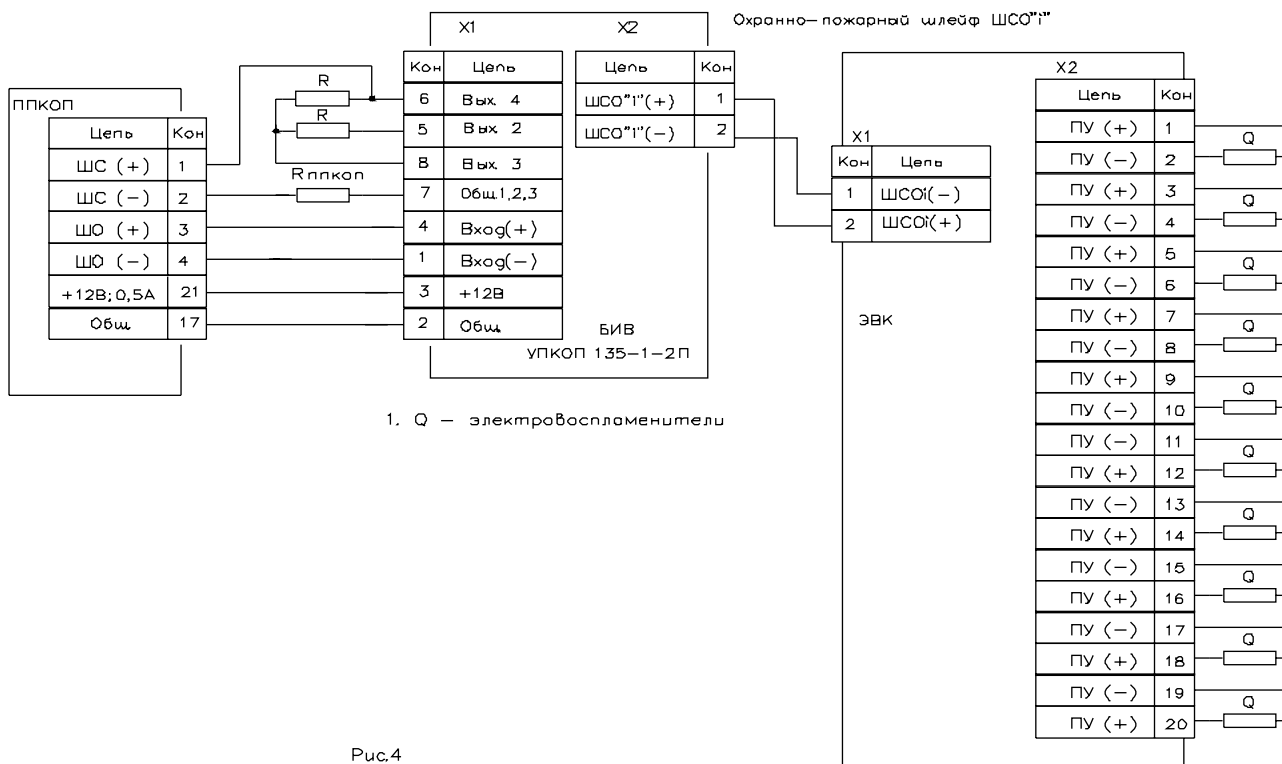 Охранно-пожарный шлейф ШСО"i"
ППКОП
Цепь Кон
ШС (+) 1
ШС (-) 2
ШО (+) 3
ШО (-) 4
+12В; 0,5А 21
Общ. 17
R
R
Rппкоп
X1
Кон Цепь
6 Вых. 4
5 Вых. 2
8 Вых. 3
7 Общ.1,2,3
4 Вход(+)
1 Вход(-)
3 +12В
2 Общ.
X2
Цепь Кон
ШСО"1"(+) 1
ШСО"1"(-) 2
БИВ
УПКОП 135-1-2П
X1
Кон Цепь
1 ШСОi(-)
2 ШСОi(+)
ЭВК
X2
Цепь Кон
ПУ (+) 1
ПУ (-) 2
ПУ (+) 3
ПУ (-) 4
ПУ (+) 5
ПУ (-) 6
ПУ (+) 7
ПУ (-) 8
ПУ (+) 9
ПУ (-) 10
ПУ (-) 11
ПУ (+) 12
ПУ (-) 13
ПУ (+) 14
ПУ (-) 15
ПУ (+) 16
ПУ (-) 17
ПУ (+) 18
ПУ (-) 19
ПУ (+) 20
Q
Q
Q
Q
Q
Q
Q
Q
Q
Q
1. Q - электровоспламенители
Рис.4